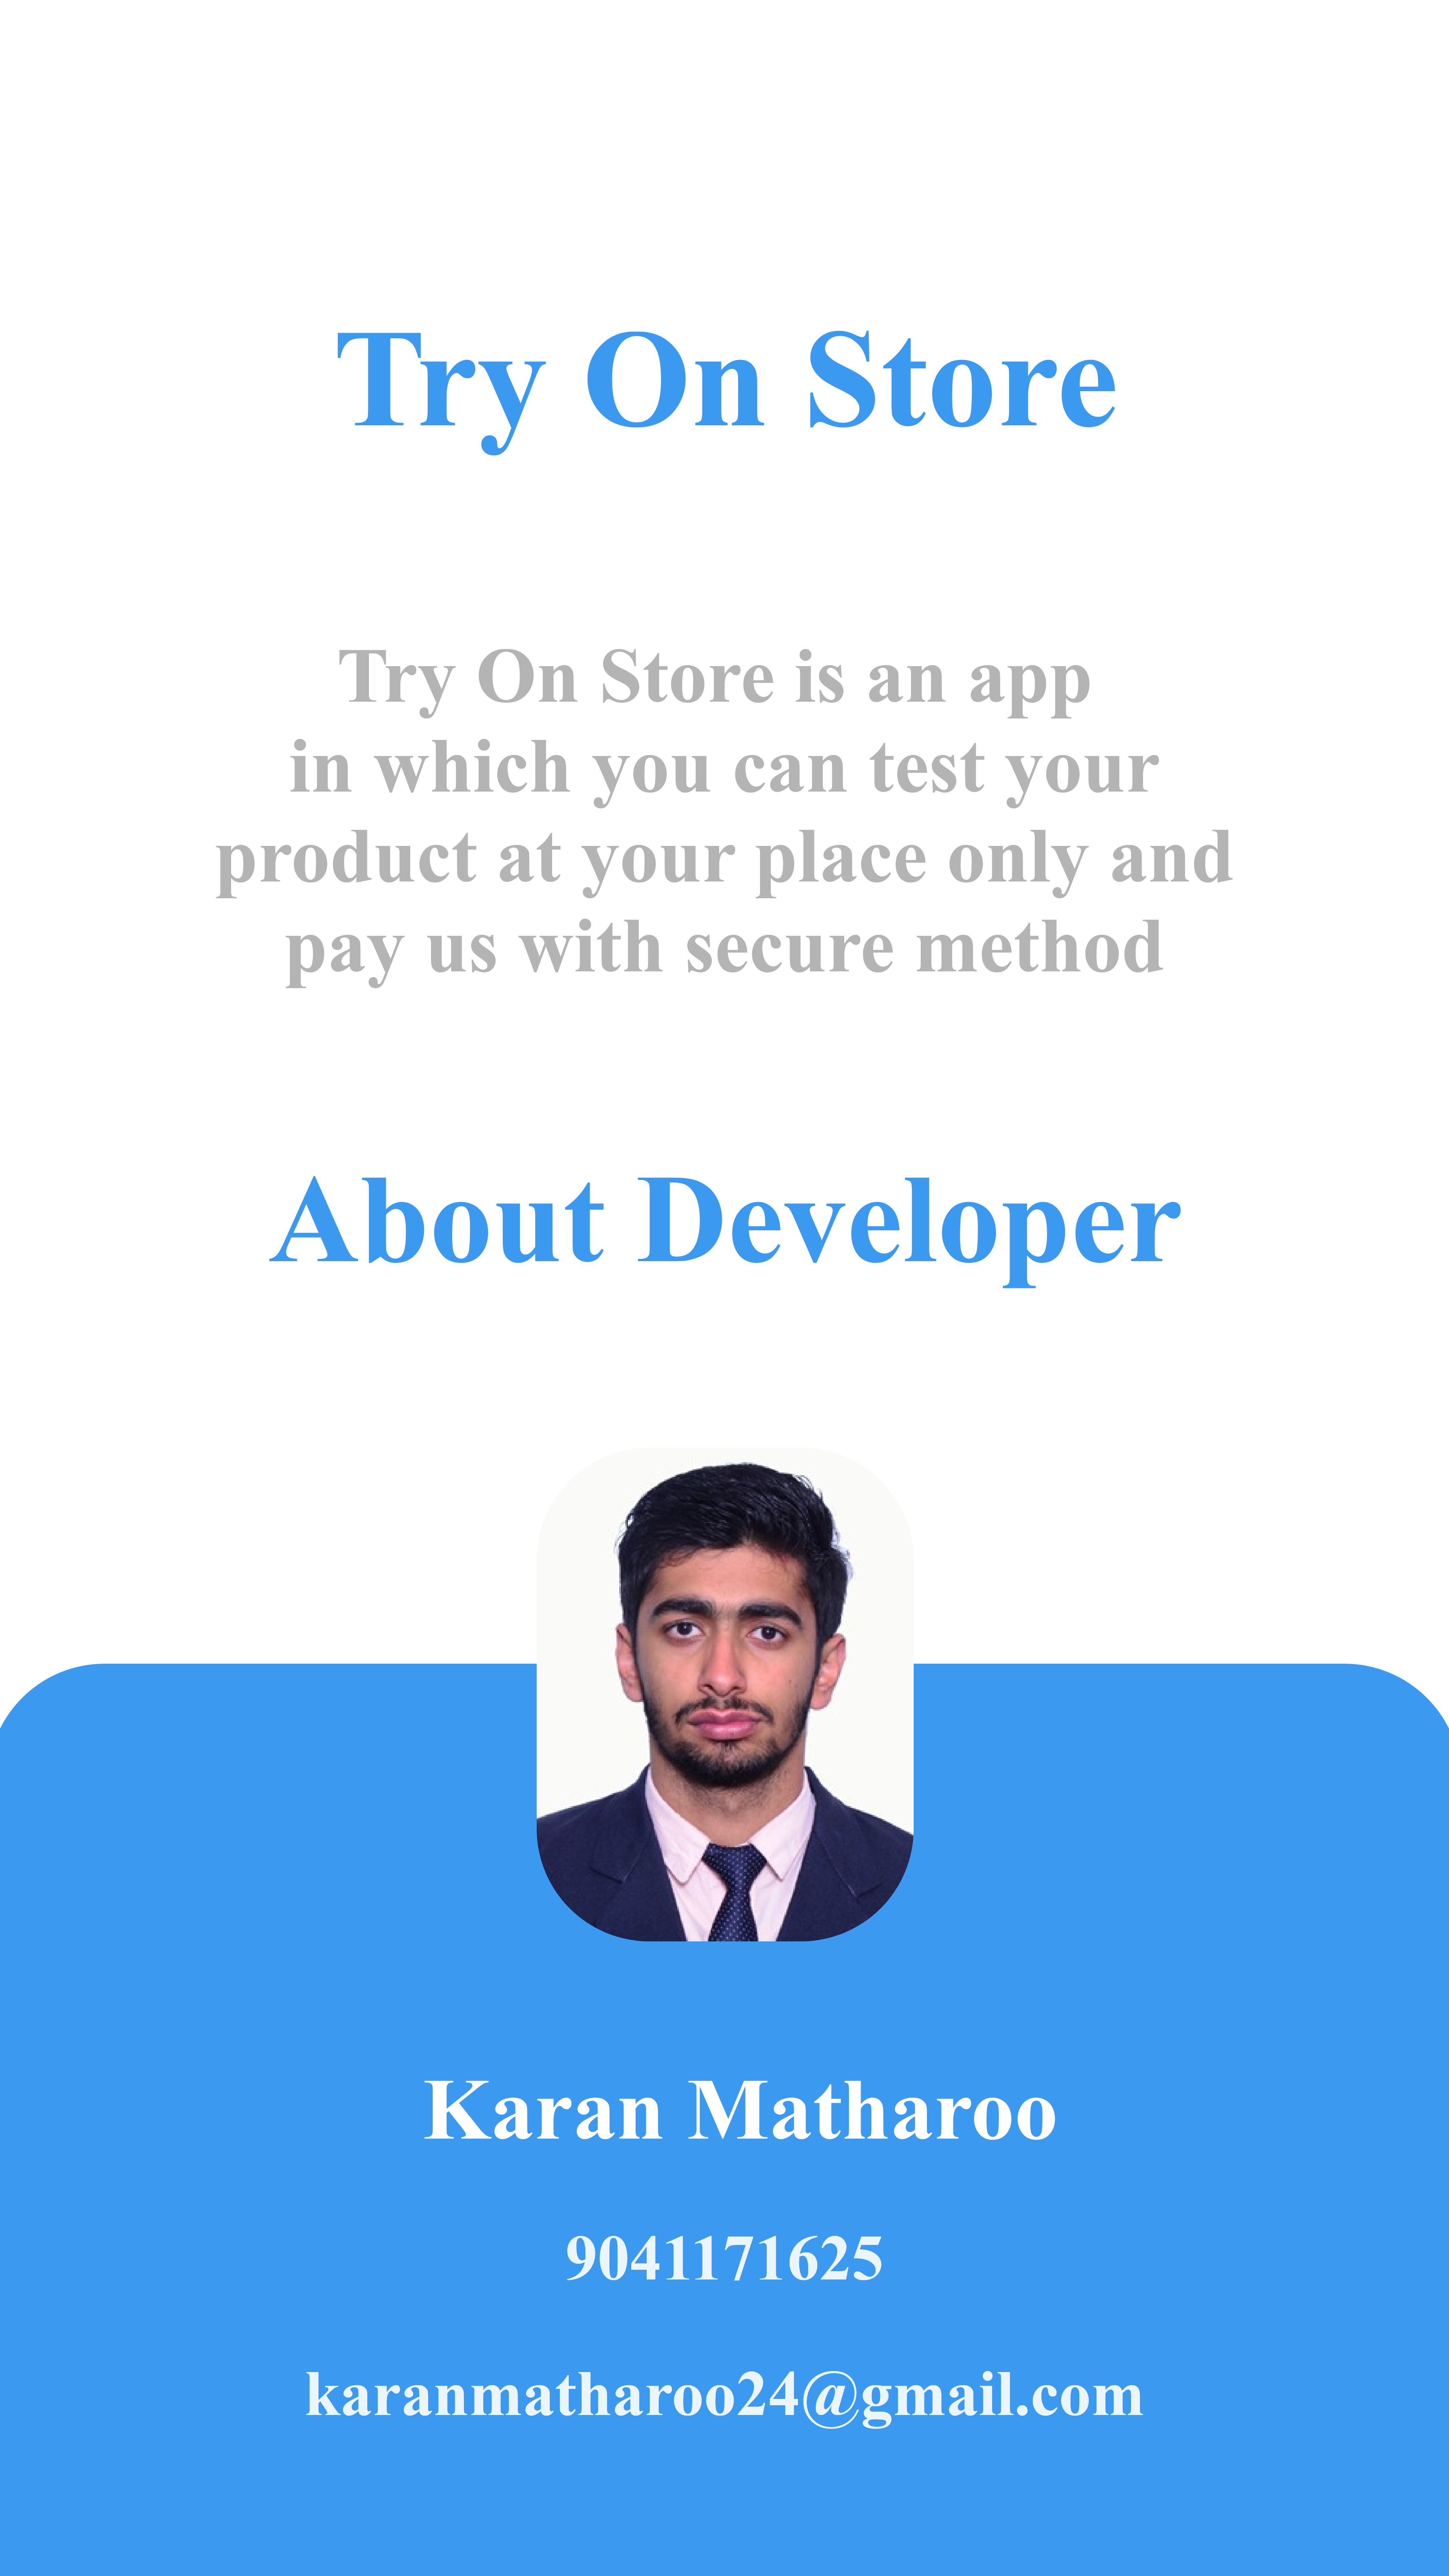 Try On Store
Try On Store is an app
in which you can test your
product at your place only and
pay us with secure method
About Developer
Karan Matharoo
9041171625
karanmatharoo24@gmail.com